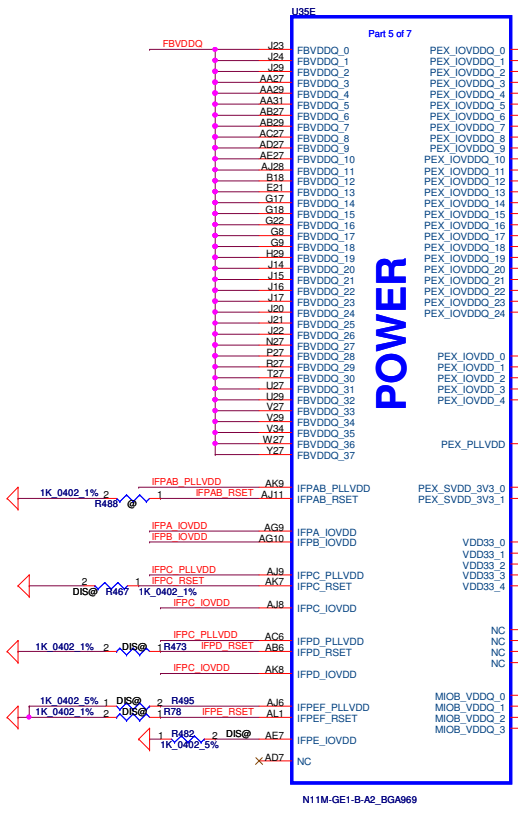 U35E
Part 5 of 7
FBVDDQ J23 FBVDDQ_0 PEX_IOVDDQ_0
J24 FBVDDQ_1 PEX_IOVDDQ_1
J29 FBVDDQ_2 PEX_IOVDDQ_2
AA27 FBVDDQ_3 PEX_IOVDDQ_3
AA29 FBVDDQ_4 PEX_IOVDDQ_4
AA31 FBVDDQ_5 PEX_IOVDDQ_5
AB27 FBVDDQ_6 PEX_IOVDDQ_6
AB29 FBVDDQ_7 PEX_IOVDDQ_7
AC27 FBVDDQ_8 PEX_IOVDDQ_8
AD27 FBVDDQ_9 PEX_IOVDDQ_9
AE27 FBVDDQ_10 PEX_IOVDDQ_10
AJ28 FBVDDQ_11 PEX_IOVDDQ_11
B18 FBVDDQ_12 PEX_IOVDDQ_12
E21 FBVDDQ_13 PEX_IOVDDQ_13
G17 FBVDDQ_14 PEX_IOVDDQ_14
G18 FBVDDQ_15 PEX_IOVDDQ_15
G22 FBVDDQ_16 PEX_IOVDDQ_16
G8 FBVDDQ_17 PEX_IOVDDQ_17
G9 FBVDDQ_18 PEX_IOVDDQ_18
H29 FBVDDQ_19 PEX_IOVDDQ_19
J14 FBVDDQ_20 PEX_IOVDDQ_20
J15 FBVDDQ_21 PEX_IOVDDQ_21
J16 FBVDDQ_22 PEX_IOVDDQ_22
J17 FBVDDQ_23 PEX_IOVDDQ_23
J20 FBVDDQ_24 PEX_IOVDDQ_24
J21 FBVDDQ_25
J22 FBVDDQ_26
N27 FBVDDQ_27
P27 FBVDDQ_28 PEX_IOVDD_0
R27 FBVDDQ_29 PEX_IOVDD_1
T27 FBVDDQ_30 PEX_IOVDD_2
U27 FBVDDQ_31 PEX_IOVDD_3
U29 FBVDDQ_32 PEX_IOVDD_4
V27 FBVDDQ_33
V29 FBVDDQ_34
V34 FBVDDQ_35
W27 FBVDDQ_36 PEX_PLLVDD
Y27 FBVDDQ_37
POWER
IFPAB_PLLVDD AK9 IFPAB_PLLVDD PEX_SVDD_3V3_0
1K_0402_1% 2 1 IFPAB_RSET AJ11 IFPAB_RSET PEX_SVDD_3V3_1
R488 @
IFPA_IOVDD AG9 IFPA_IOVDD
IFPB_IOVDD AG10 IFPB_IOVDD VDD33_0
VDD33_1
VDD33_2
IFPC_PLLVDD AJ9 IFPC_PLLVDD VDD33_3
2 1 IFPC_RSET AK7 IFPC_RSET VDD33_4
DIS@ R467 1K_0402_1%
IFPC_IOVDD AJ8 IFPC_IOVDD
NC
IFPC_PLLVDD AC6 IFPD_PLLVDD NC
1K_0402_1% 2 DIS@ 1 R473 IFPD_RSET AB6 IFPD_RSET NC
IFPC_IOVDD AK8 IFPD_IOVDD
MIOB_VDDQ_0
1K_0402_5% 1 DIS@ 2 R495 AJ6 IFPEF_PLLVDD MIOB_VDDQ_1
1K_0402_1% 2 DIS@ 1 R78 IFPE_RSET AL1 IFPEF_RSET MIOB_VDDQ_2
MIOB_VDDQ_3
1 R482 2 DIS@ AE7 IFPE_IOVDD
1K_0402_5%
AD7 NC
N11M-GE1-B-A2_BGA969